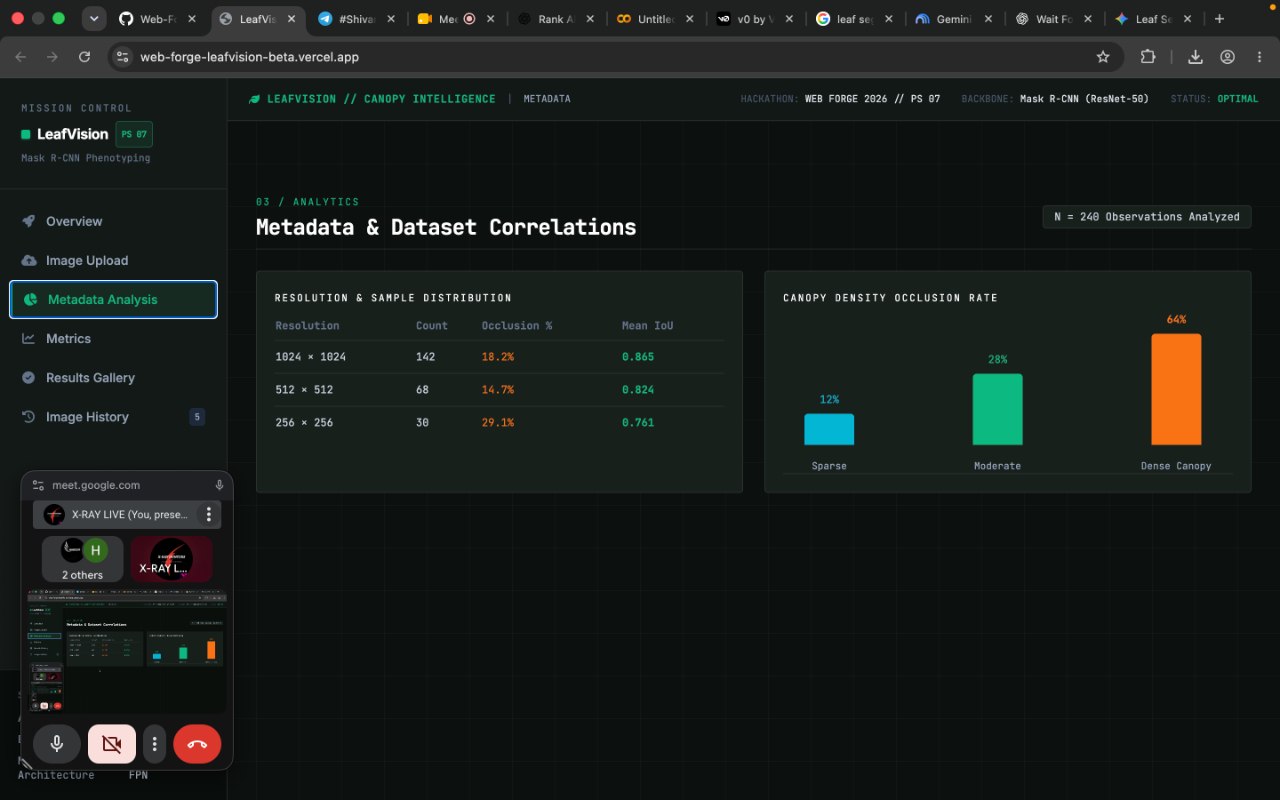 Web-Fo
LeafVis
#Shivar
Mee
Rank A
Untitled
v0 by V
leaf seg
Gemini
Wait Fo
Leaf Se
web-forge-leafvision-beta.vercel.app
MISSION CONTROL
LeafVision PS 07
Mask R-CNN Phenotyping
Overview
Image Upload
Metadata Analysis
Metrics
Results Gallery
Image History 5
LEAFVISION // CANOPY INTELLIGENCE | METADATA
HACKATHON: WEB FORGE 2026 // PS 07 BACKBONE: Mask R-CNN (ResNet-50) STATUS: OPTIMAL
03 / ANALYTICS
Metadata & Dataset Correlations
N = 240 Observations Analyzed
RESOLUTION & SAMPLE DISTRIBUTION
Resolution Count Occlusion % Mean IoU
1024 × 1024 142 18.2% 0.865
512 × 512 68 14.7% 0.824
256 × 256 30 29.1% 0.761
CANOPY DENSITY OCCLUSION RATE
12%
28%
64%
Sparse
Moderate
Dense Canopy
meet.google.com
X-RAY LIVE (You, prese...
H
2 others
X-RAY L...
Architecture FPN